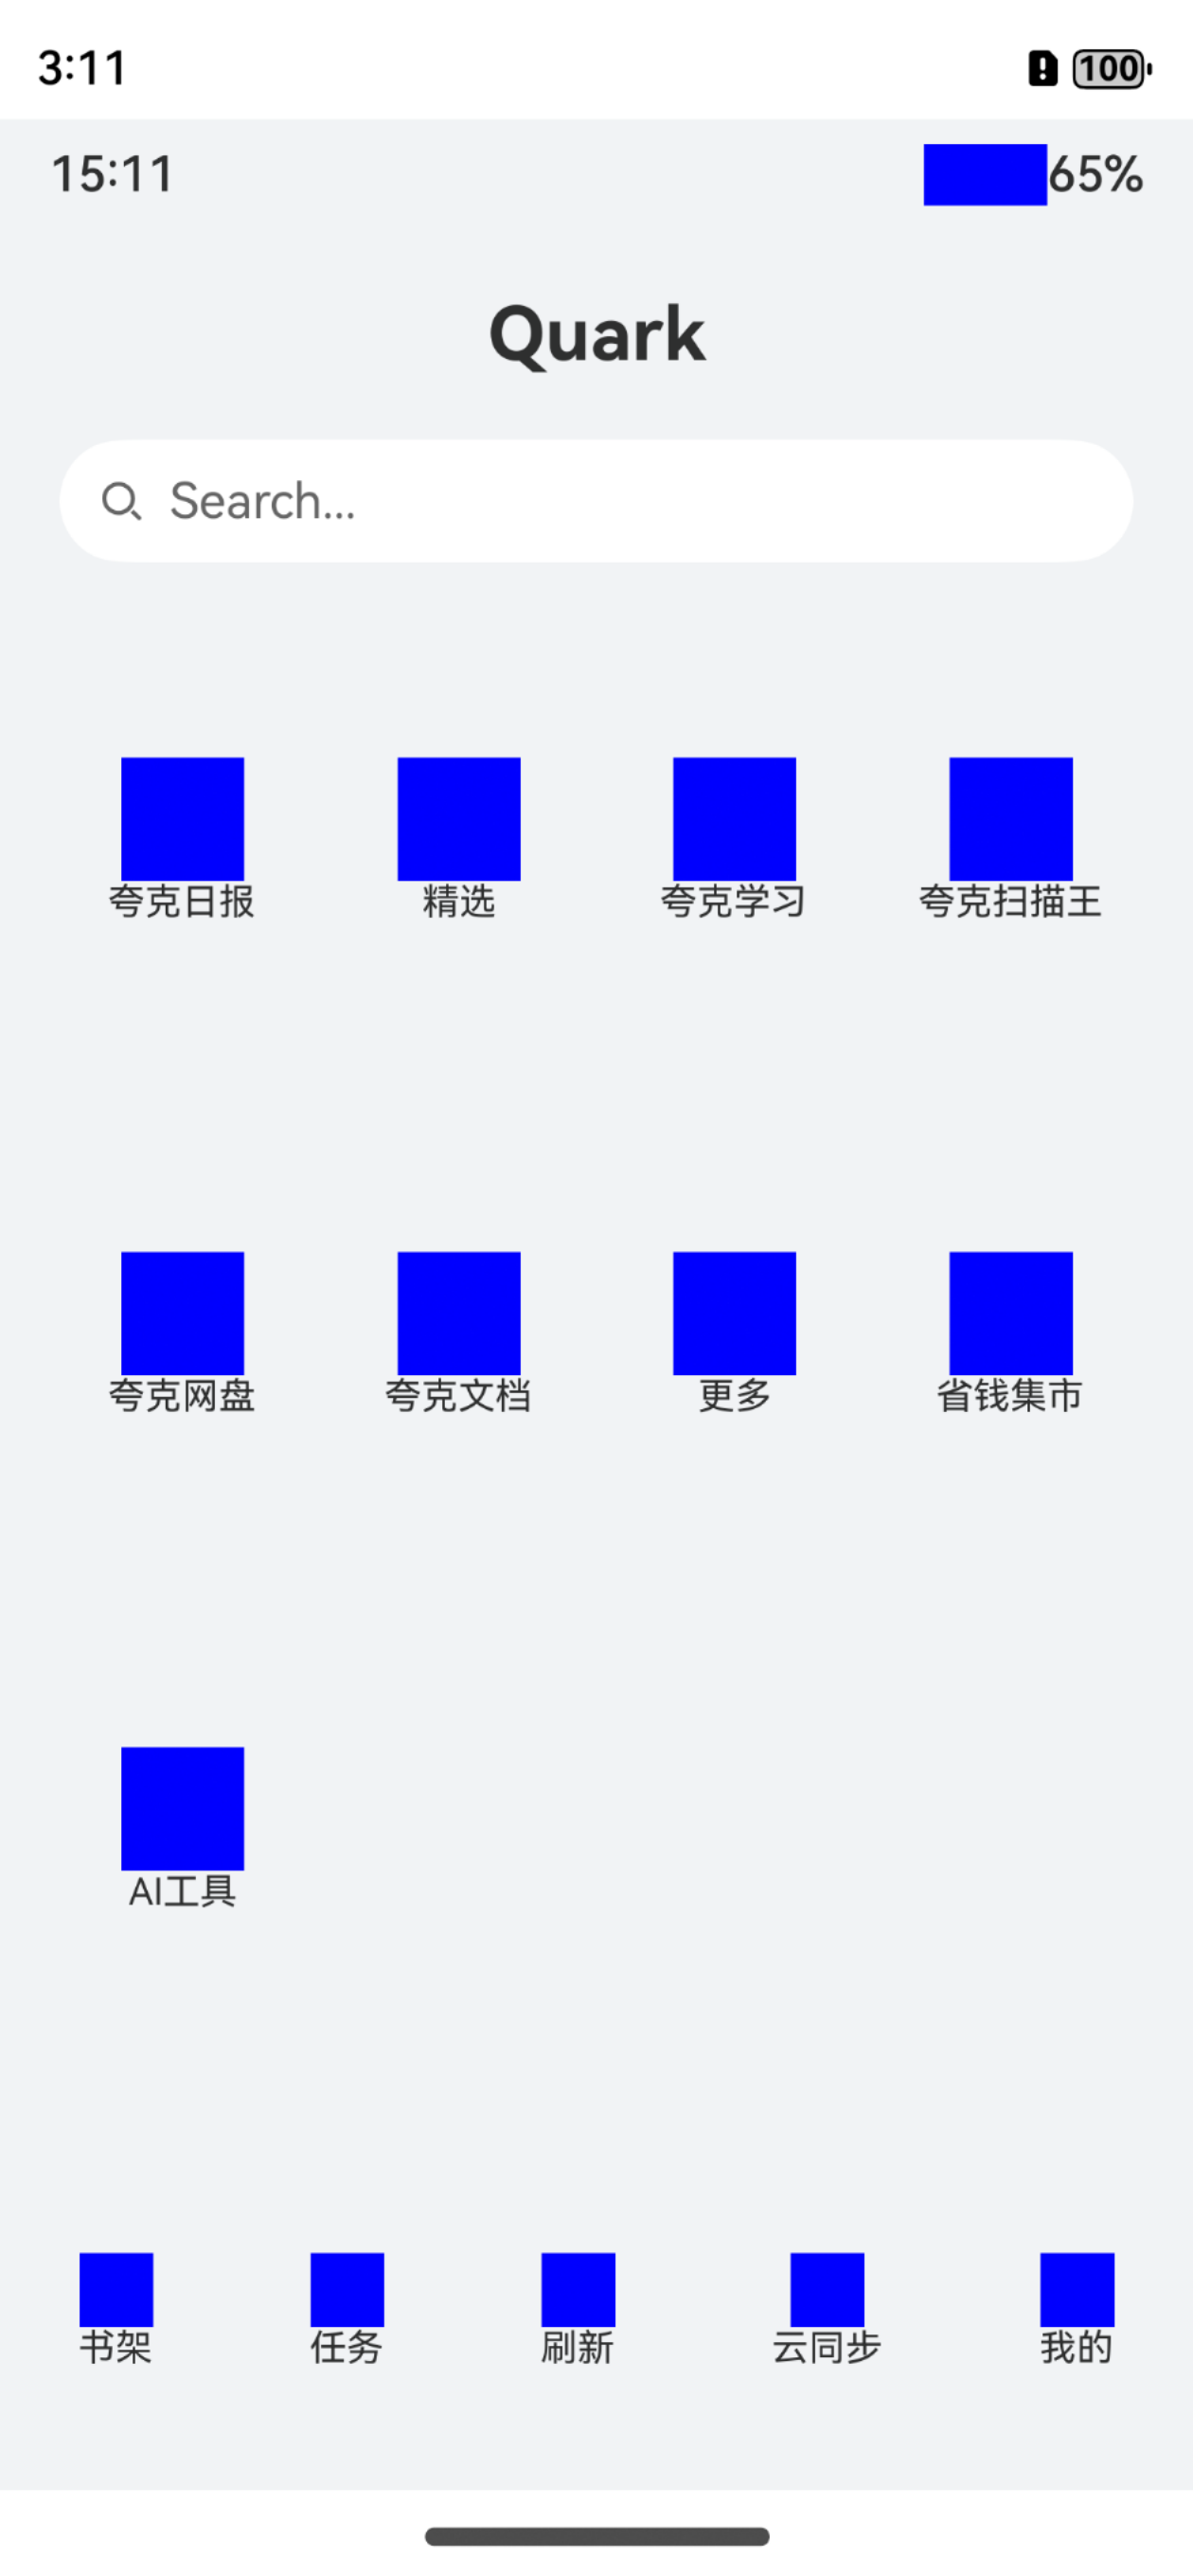 3:11 100
15:11 65%
Quark
Search...
夸克日报 精选 夸克学习 夸克扫描王
夸克网盘 夸克文档 更多 省钱集市
AI工具
书架 任务 刷新 云同步 我的